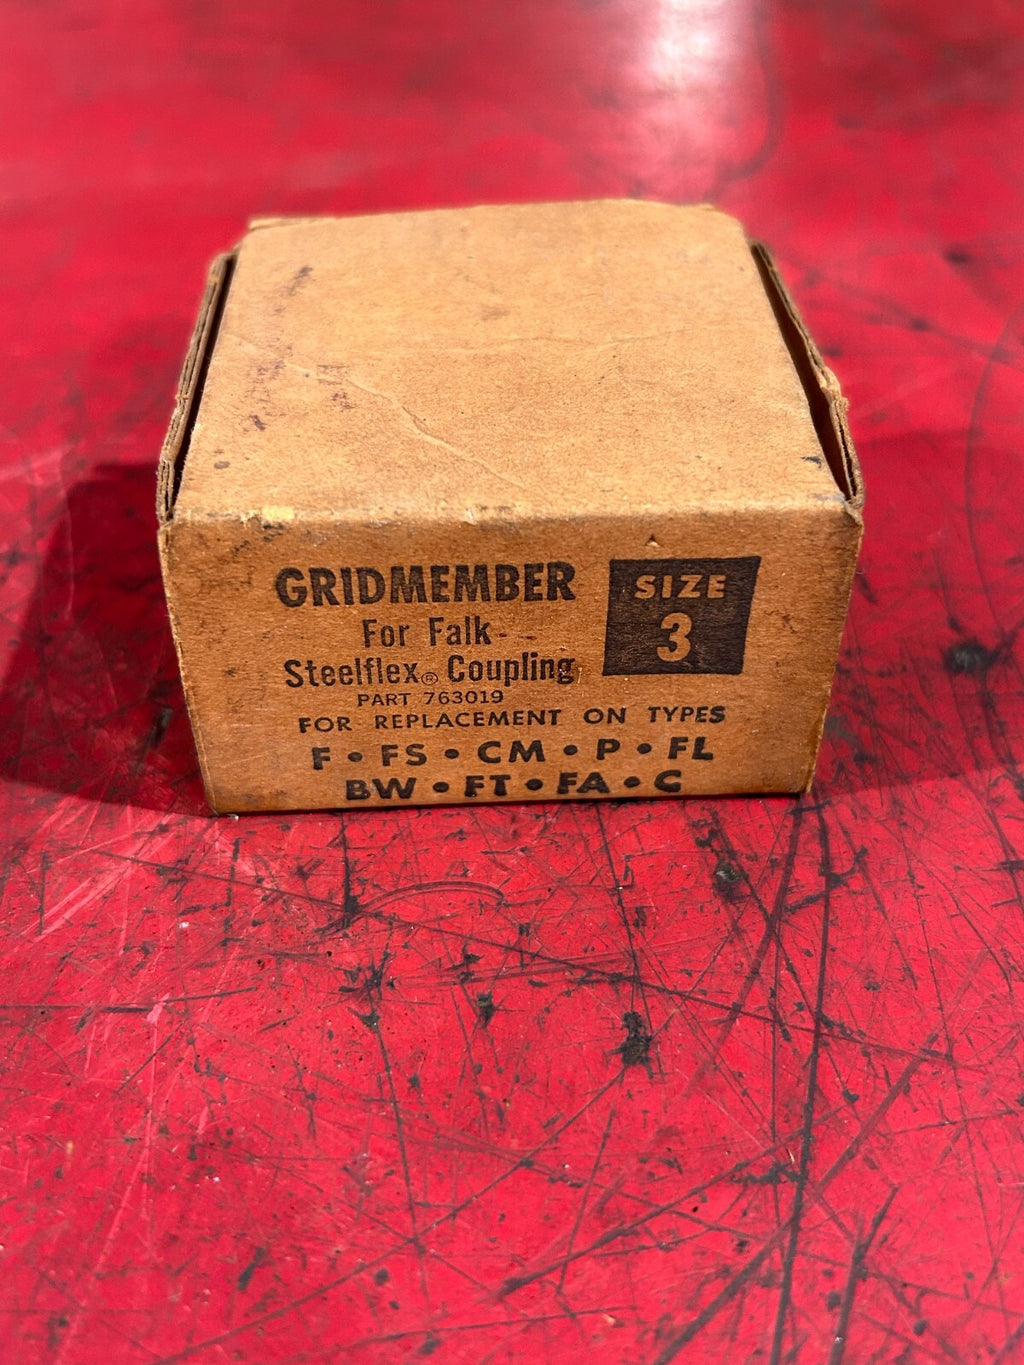 GRIDMEMBER
For Falk
Steelflex® Coupling
PART 763019
FOR REPLACEMENT ON TYPES
F • FS • CM • P • FL
BW • FT • FA • C
SIZE
3